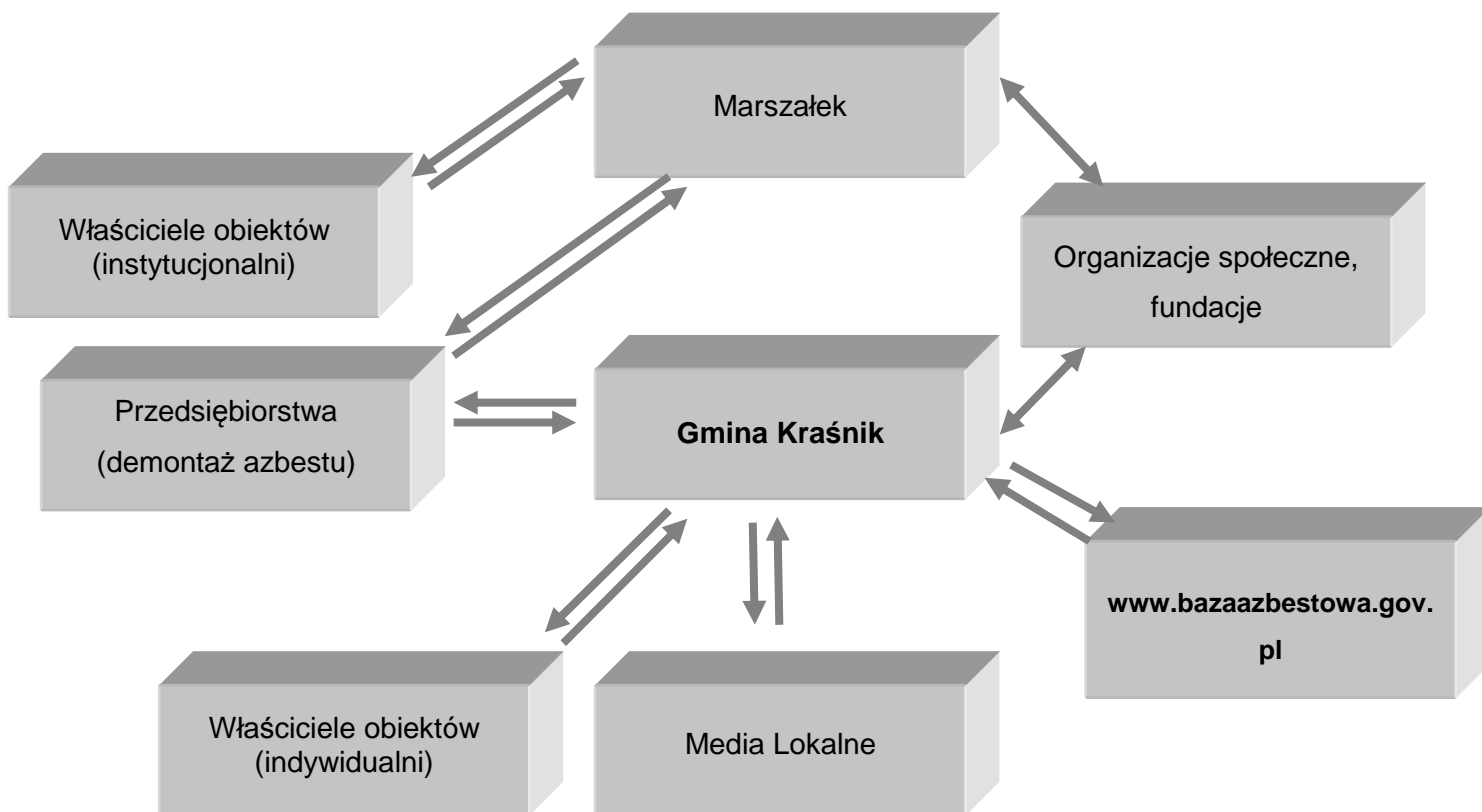 Marszałek
Właściciele obiektów
(instytucjonalni)
Organizacje społeczne,
fundacje
Przedsiębiorstwa
(demontaż azbestu)
Gmina Kraśnik
www.bazaazbestowa.gov.
pl
Właściciele obiektów
(indywidualni)
Media Lokalne